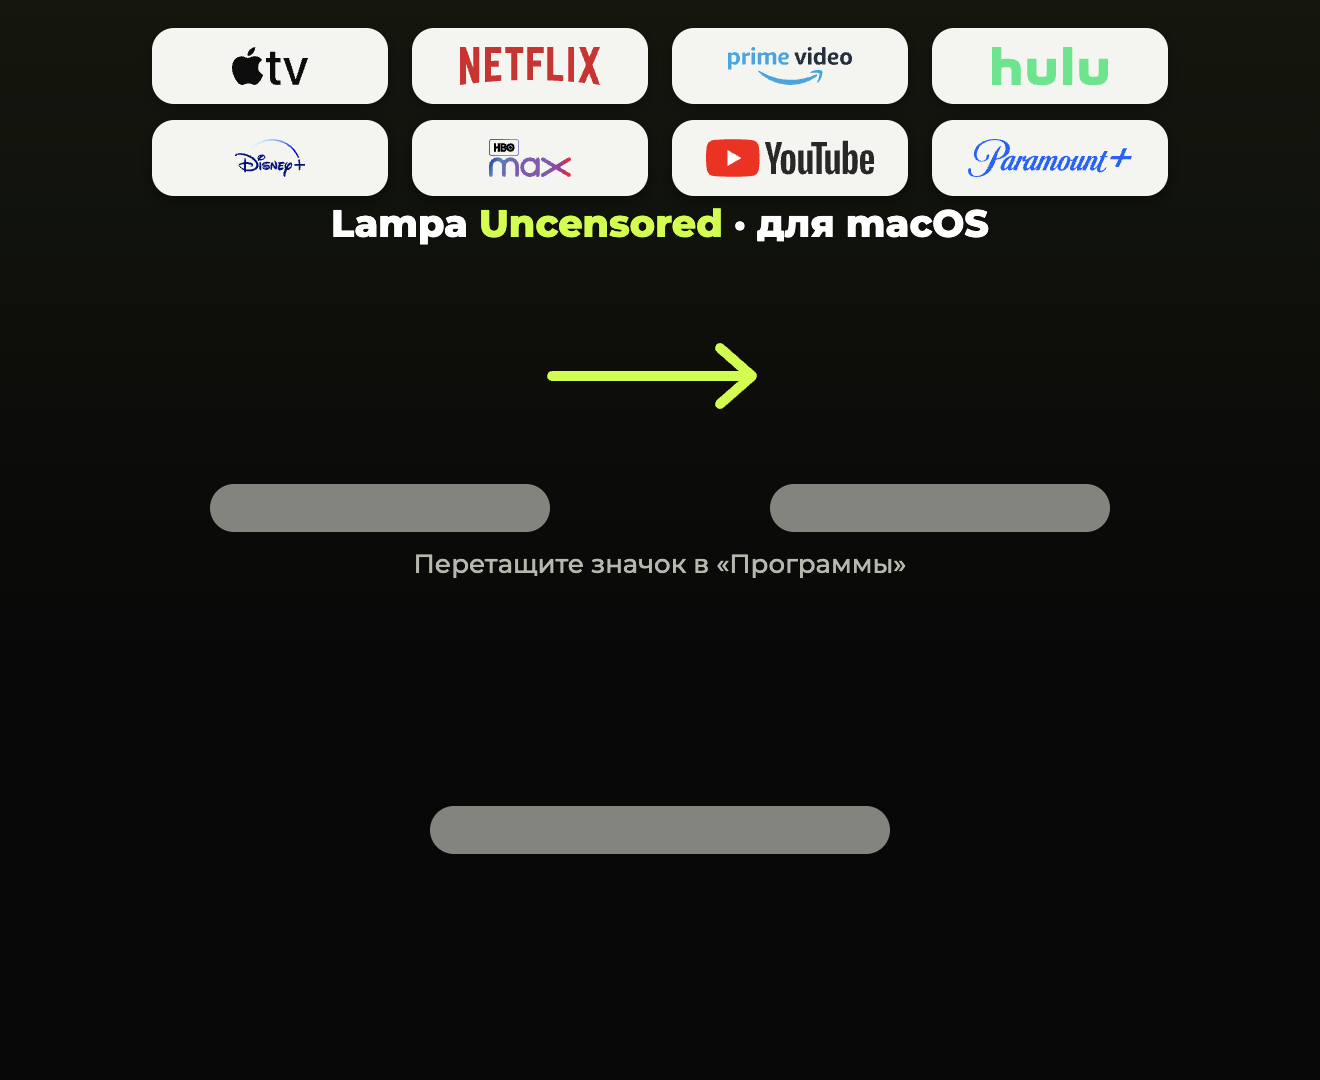 tv
NETFLIX
prime video
hulu
Disney+
HBO
max
YouTube
Paramount+
Lampa Uncensored · для macOS
Перетащите значок в «Программы»